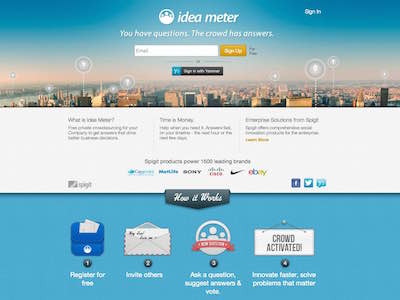 Sign In
idea meter
You have questions. The crowd has answers.
Email
Sign Up
For Free
or
Sign in with Yammer
What is Idea Meter?
Free private crowdsourcing for your
Company to get answers that drive
better business decisions.
Time is Money.
Help when you need it. Answers fast,
on your timeline - the next hour or the
next few days.
Enterprise Solutions from Spigit
Spigit offers comprehensive social
innovation products for the enterprise.
Learn More
Spigit products power 1500 leading brands
Capgemini
MetLife
SONY
CISCO
ebay
spigit
How it Works
NEW QUESTION
CROWD
ACTIVATED!
1
2
3
4
Register for
free
Invite others
Ask a question,
suggest answers &
vote.
Innovate faster, solve
problems that matter